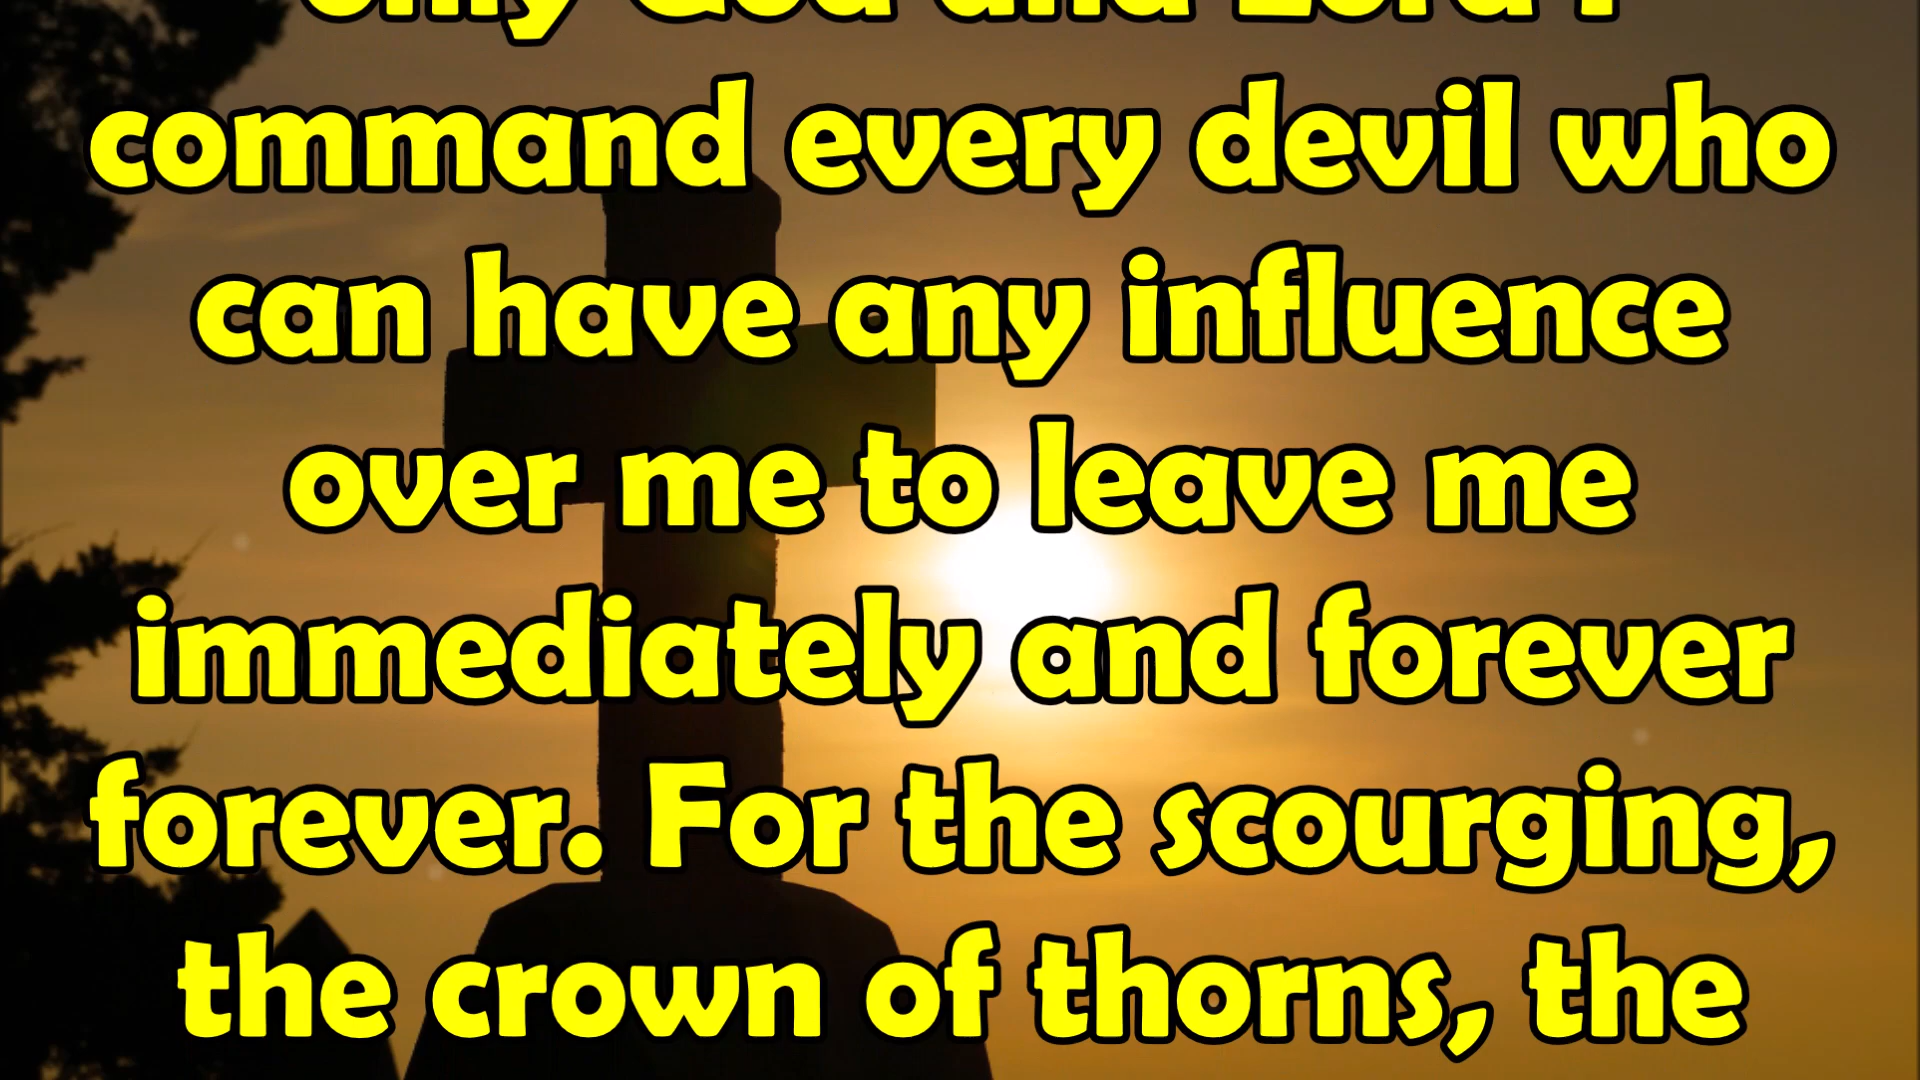 only God and Lord I
command every devil who
can have any influence
over me to leave me
immediately and forever
forever. For the scourging,
the crown of thorns, the